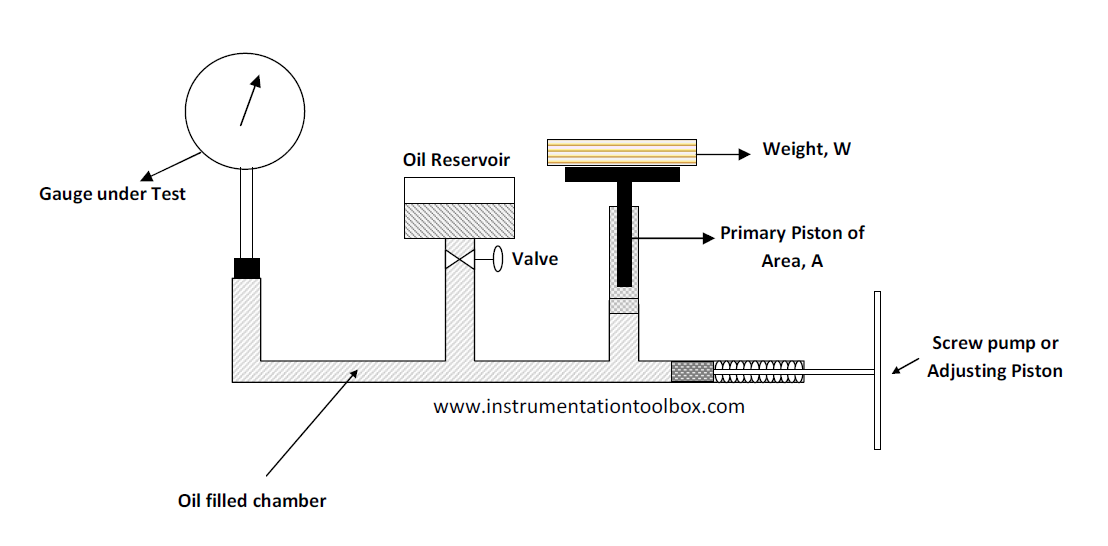 Oil Reservoir
Weight, W
Gauge under Test
Primary Piston of
Area, A
Valve
Screw pump or
Adjusting Piston
www.instrumentationtoolbox.com
Oil filled chamber